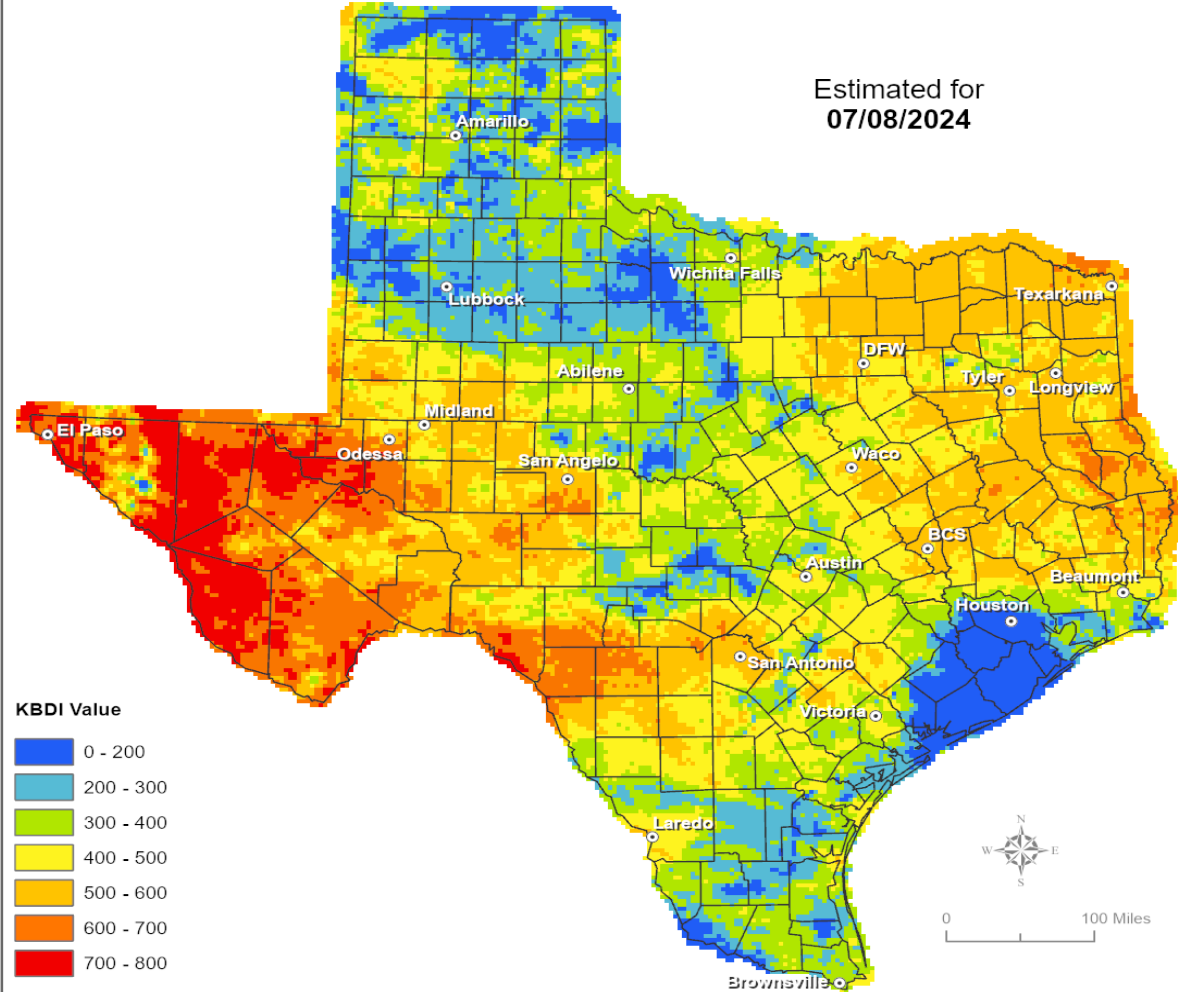 Estimated for
07/08/2024
Amarillo
Wichita Falls
Lubbock
Texarkana
DFW
Abilene
Tyler
Longview
Midland
El Paso
Odessa
San Angelo
Waco
BCS
Austin
Beaumont
Houston
San Antonio
Victoria
Laredo
Brownsville
KBDI Value
0 - 200
200 - 300
300 - 400
400 - 500
500 - 600
600 - 700
700 - 800
N
W E
S
0 100 Miles